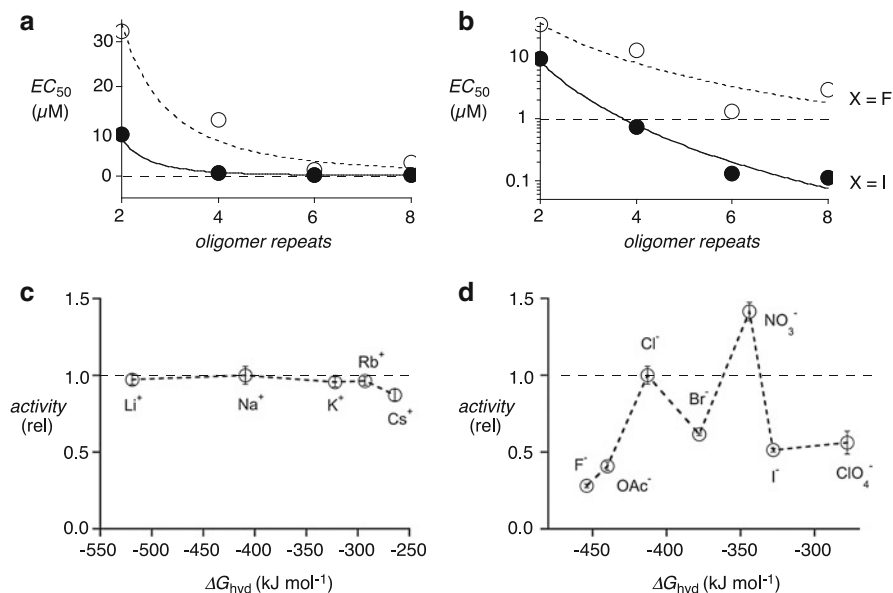 a
30
20
10
0
EC50
(μM)
2
4
6
8
oligomer repeats
b
10
1
0.1
EC50
(μM)
X = F
X = I
2
4
6
8
oligomer repeats
c
1.5
1.0
0.5
0.0
activity
(rel)
Li+
Na+
K+
Rb+
Cs+
-550
-500
-450
-400
-350
-300
-250
ΔGhyd (kJ mol-1)
d
1.5
1.0
0.5
0.0
activity
(rel)
F-
OAc-
Cl-
Br-
NO3-
I-
ClO4-
-450
-400
-350
-300
ΔGhyd (kJ mol-1)